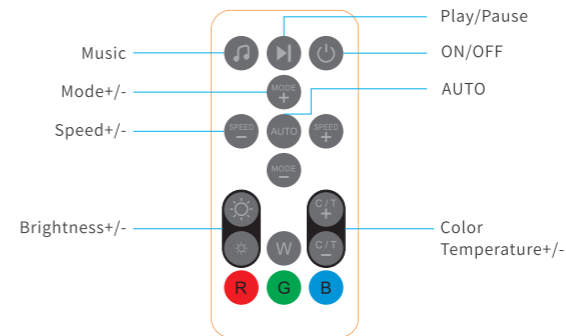 Play/Pause
Music
ON/OFF
Mode+/-
MODE
+
AUTO
Speed+/-
SPEED
−
AUTO
SPEED
+
MODE
−
C/T
+
Brightness+/-
Color
Temperature+/-
W
C/T
−
R
G
B